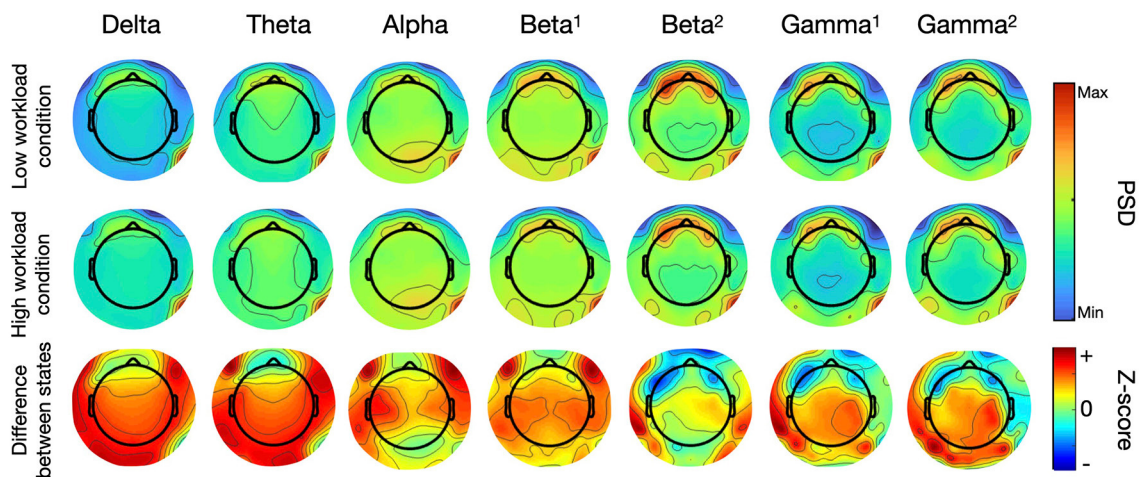 Delta Theta Alpha Beta¹ Beta² Gamma¹ Gamma²
Low workload
condition
High workload
condition
Difference
between states
Max
Min
PSD
+
0
-
Z-score